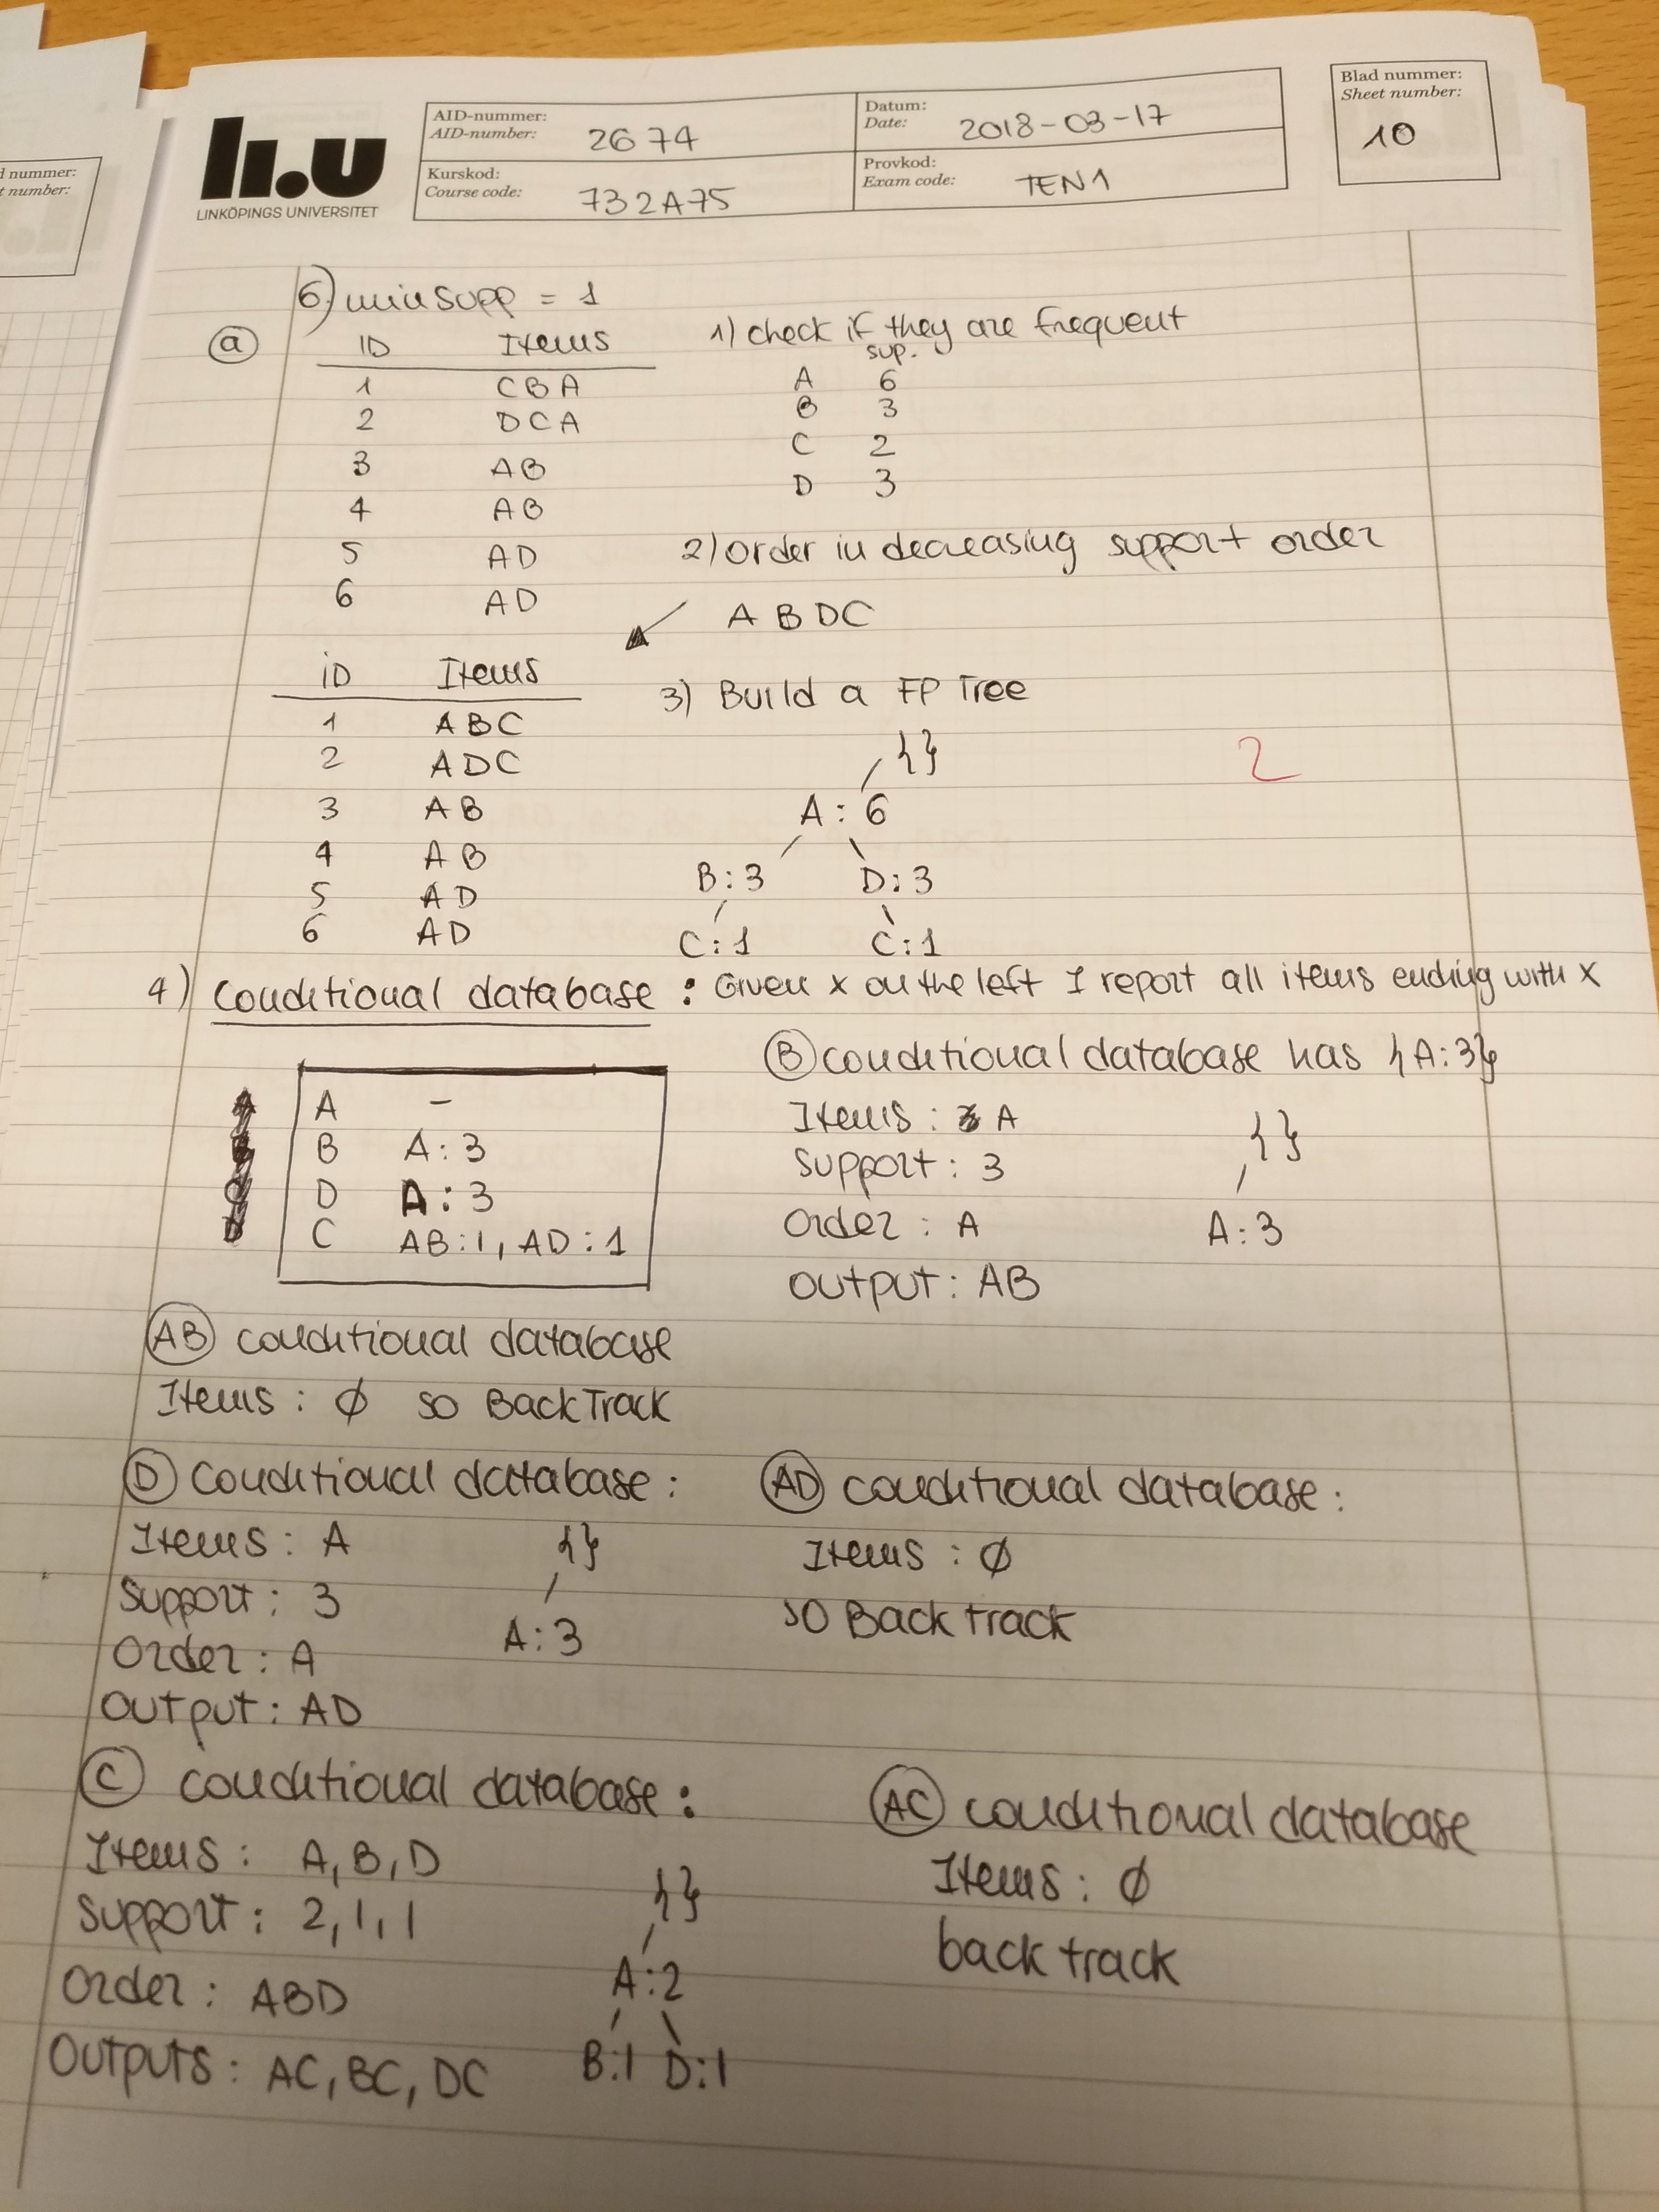 d nummer:
t number:
li.u
LINKÖPINGS UNIVERSITET
AID-nummer:
AID-number: 2674
Datum:
Date: 2018-03-17
Kurskod:
Course code: 732A75
Provkod:
Exam code: TEN1
Blad nummer:
Sheet number:
10
6) minsupp = 1
a
ID Items
1 CBA
2 DCA
3 AB
4 AB
5 AD
6 AD
1) check if they are frequent
sup.
A 6
B 3
C 2
D 3
2) order in decreasing support order
A B D C
iD Items
1 ABC
2 ADC
3 AB
4 AB
5 AD
6 AD
3) Build a FP Tree
{}
A : 6
B : 3 D : 3
C : 1 C : 1
2
4) conditional database : Given x on the left I report all items ending with x
A -
B A : 3
D A : 3
C AB : 1, AD : 1
B conditional database has {A:3}
Items : A
Support : 3
Order : A
Output : AB
{}
A : 3
AB conditional database
Items : ∅ so BackTrack
D conditional database :
Items : A
Support : 3
Order : A
Output : AD
{}
A : 3
AD conditional database :
Items : ∅
so Back track
C conditional database :
Items : A, B, D
Support : 2, 1, 1
Order : ABD
Outputs : AC, BC, DC
{}
A : 2
B : 1 D : 1
AC conditional database
Items : ∅
back track